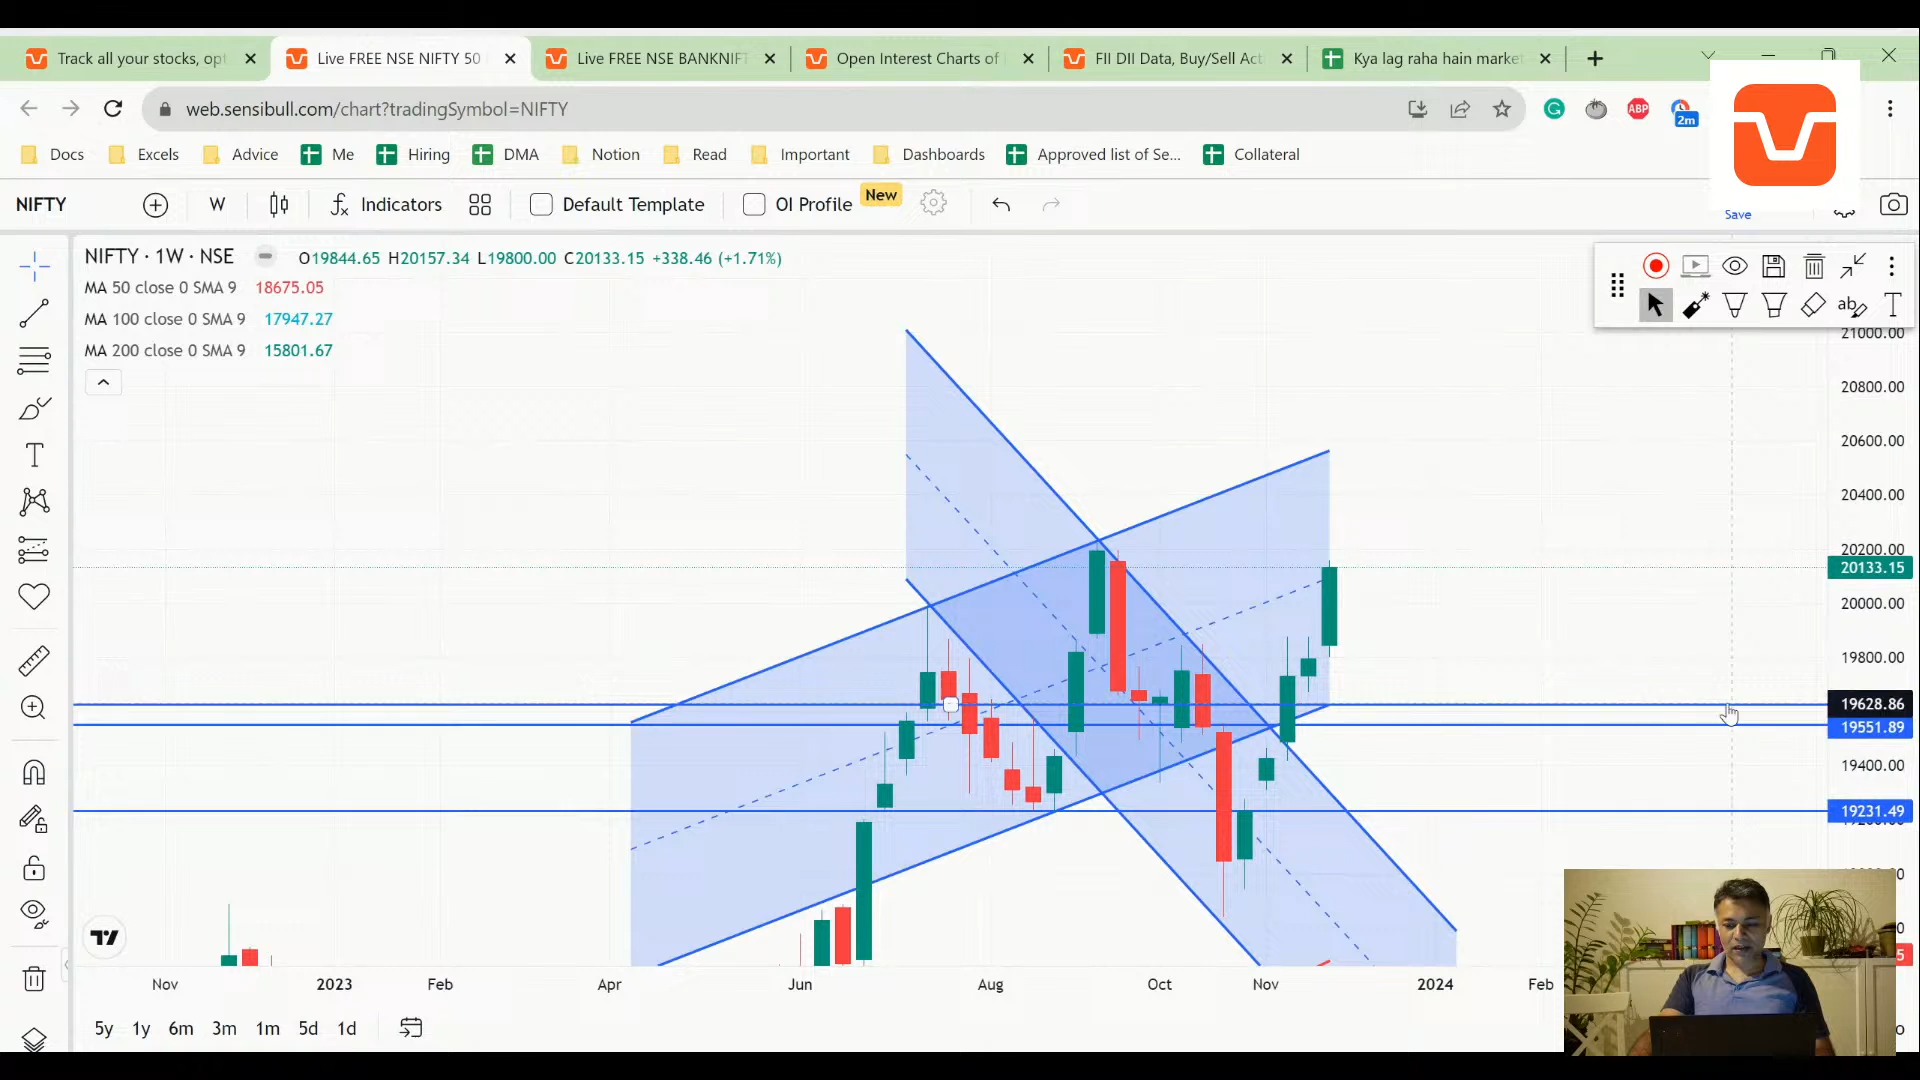 Track all your stocks, opt
Live FREE NSE NIFTY 50
Live FREE NSE BANKNIFT
Open Interest Charts of
FII DII Data, Buy/Sell Act
Kya lag raha hain market
web.sensibull.com/chart?tradingSymbol=NIFTY
ABP
2m
Docs
Excels
Advice
Me
Hiring
DMA
Notion
Read
Important
Dashboards
Approved list of Se...
Collateral
NIFTY
W
Indicators
Default Template
OI Profile
New
Save
NIFTY · 1W · NSE
O19844.65 H20157.34 L19800.00 C20133.15 +338.46 (+1.71%)
MA 50 close 0 SMA 9 18675.05
MA 100 close 0 SMA 9 17947.27
MA 200 close 0 SMA 9 15801.67
21000.00
20800.00
20600.00
20400.00
20200.00
20133.15
20000.00
19800.00
19628.86
19551.89
19400.00
19231.49
Nov
2023
Feb
Apr
Jun
Aug
Oct
Nov
2024
Feb
5y
1y
6m
3m
1m
5d
1d